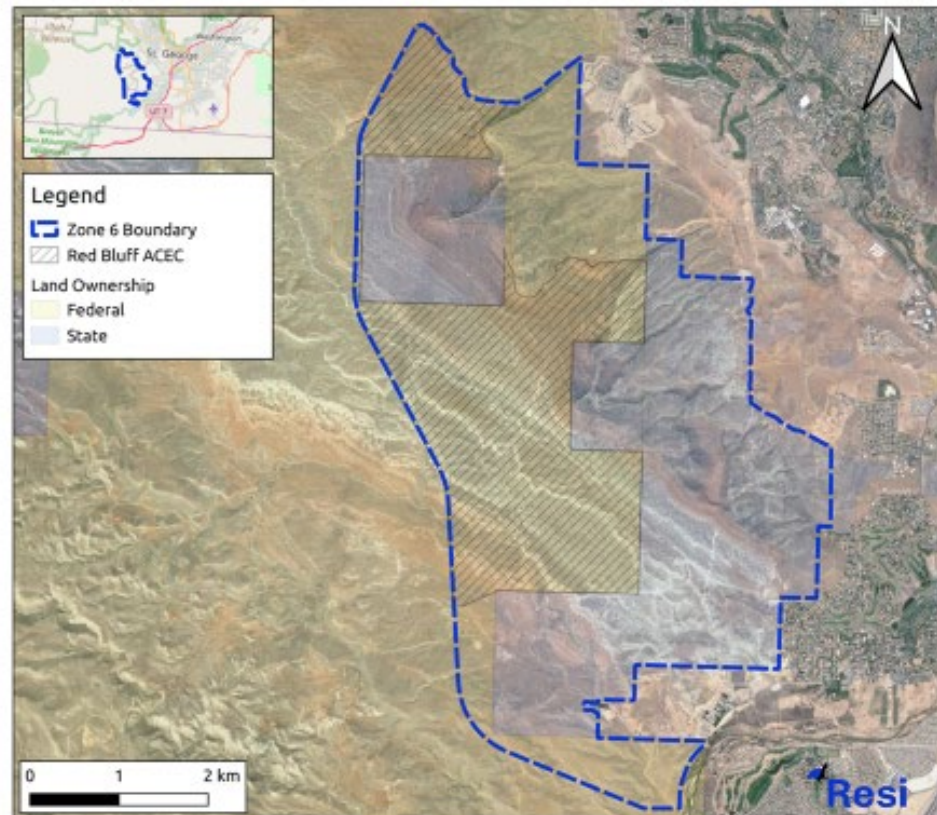 St. George
Washington
N
Legend
Zone 6 Boundary
Red Bluff ACEC
Land Ownership
Federal
State
0 1 2 km
Resi